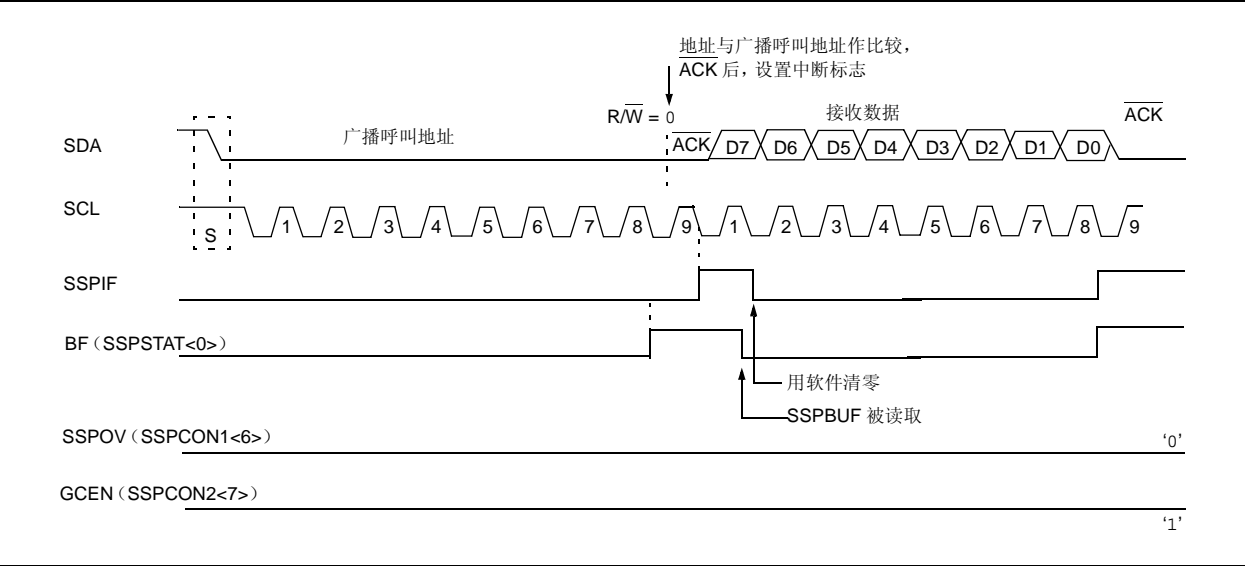 地址与广播呼叫地址作比较，
ACK 后，设置中断标志
R/W = 0
接收数据
ACK
SDA
广播呼叫地址
ACK D7 D6 D5 D4 D3 D2 D1 D0
SCL
S
1 2 3 4 5 6 7 8 9 1 2 3 4 5 6 7 8 9
SSPIF
BF（SSPSTAT<0>）
用软件清零
SSPBUF 被读取
SSPOV（SSPCON1<6>）
‘0’
GCEN（SSPCON2<7>）
‘1’